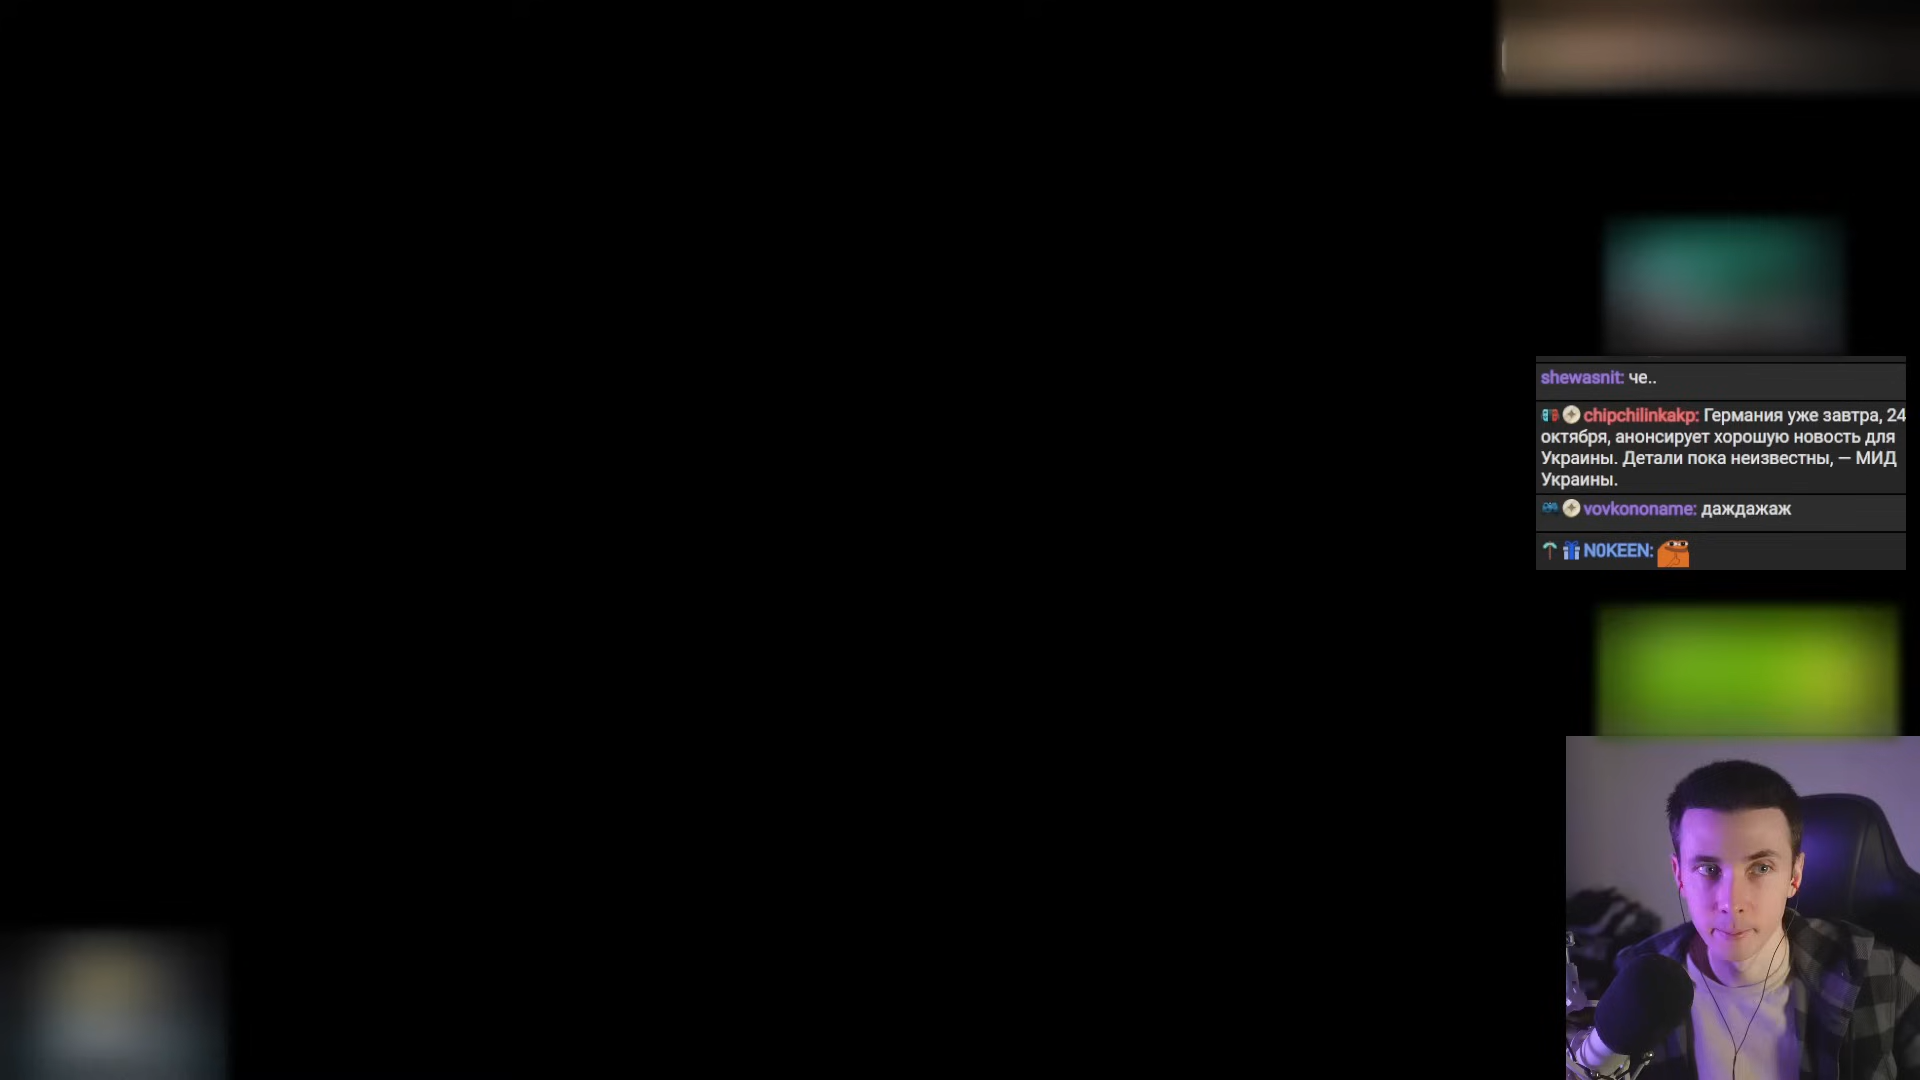 shewasnit: че..
chipchilinkakp: Германия уже завтра, 24
октября, анонсирует хорошую новость для
Украины. Детали пока неизвестны, — МИД
Украины.
vovkononame: даждажаж
N0KEEN: